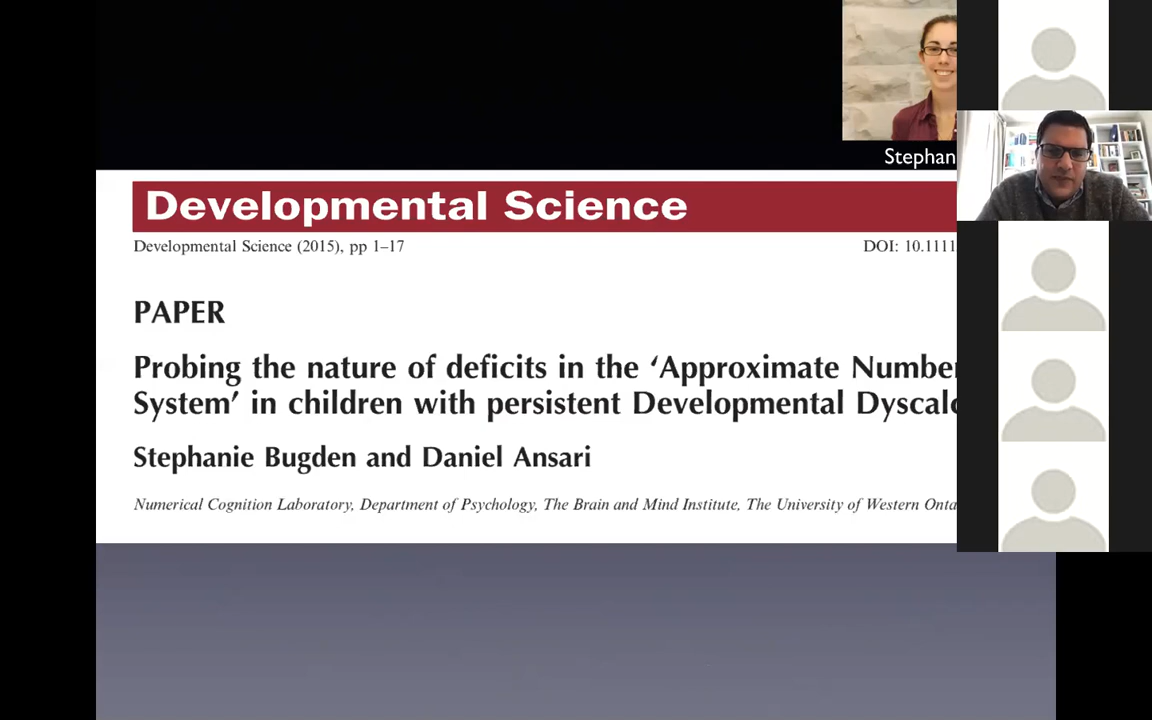 Stephan
Developmental Science
Developmental Science (2015), pp 1–17
DOI: 10.1111
PAPER
Probing the nature of deficits in the ‘Approximate Number
System’ in children with persistent Developmental Dyscalc
Stephanie Bugden and Daniel Ansari
Numerical Cognition Laboratory, Department of Psychology, The Brain and Mind Institute, The University of Western Onta